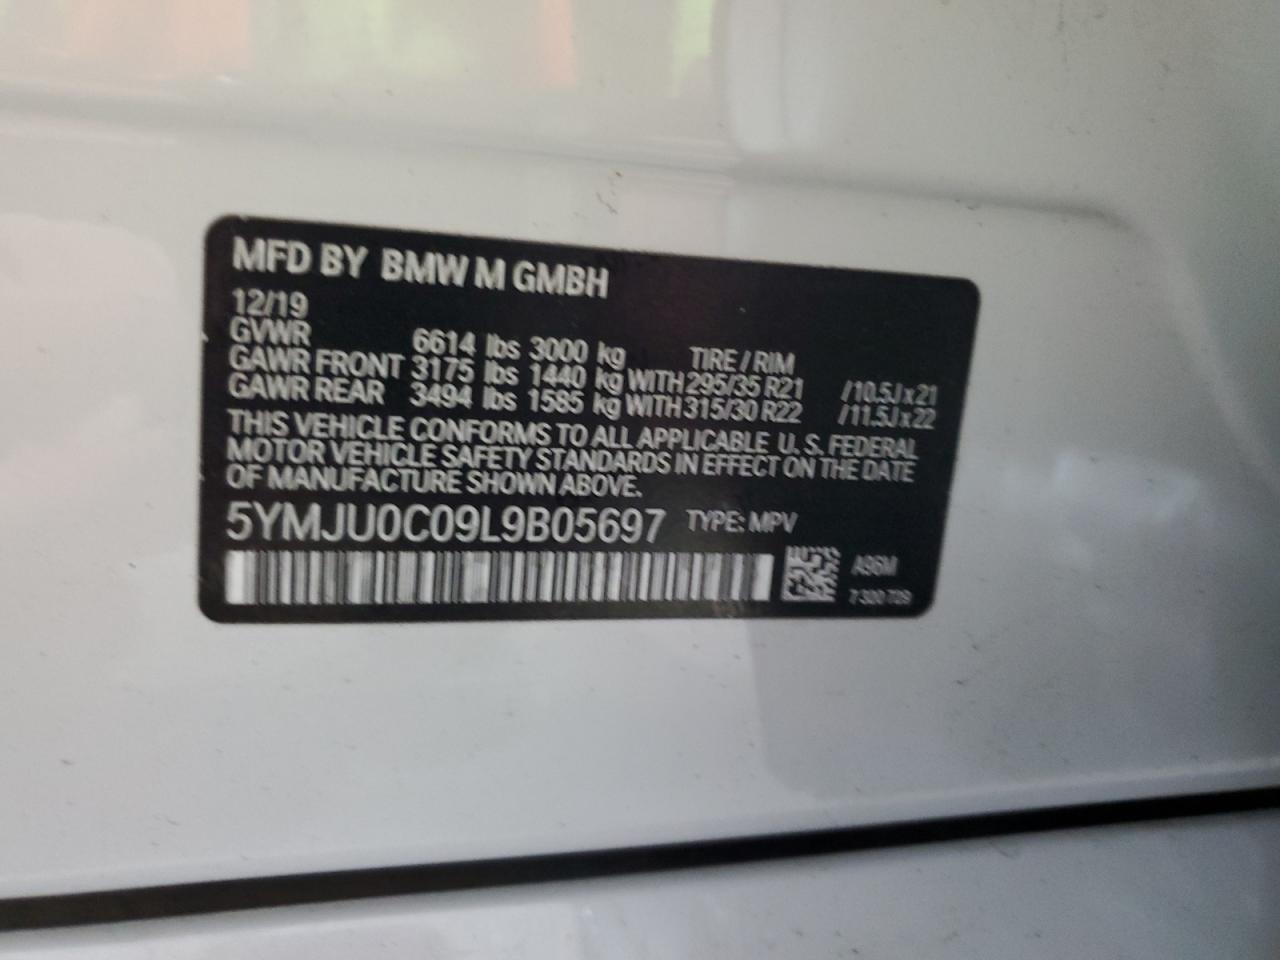 MFD BY BMW M GMBH
12/19
GVWR 6614 lbs 3000 kg TIRE / RIM
GAWR FRONT 3175 lbs 1440 kg WITH 295/35 R21 /10.5J x 21
GAWR REAR 3494 lbs 1585 kg WITH 315/30 R22 /11.5J x 22
THIS VEHICLE CONFORMS TO ALL APPLICABLE U. S. FEDERAL
MOTOR VEHICLE SAFETY STANDARDS IN EFFECT ON THE DATE
OF MANUFACTURE SHOWN ABOVE.
5YMJU0C09L9B05697 TYPE: MPV
A96M
7 300 709